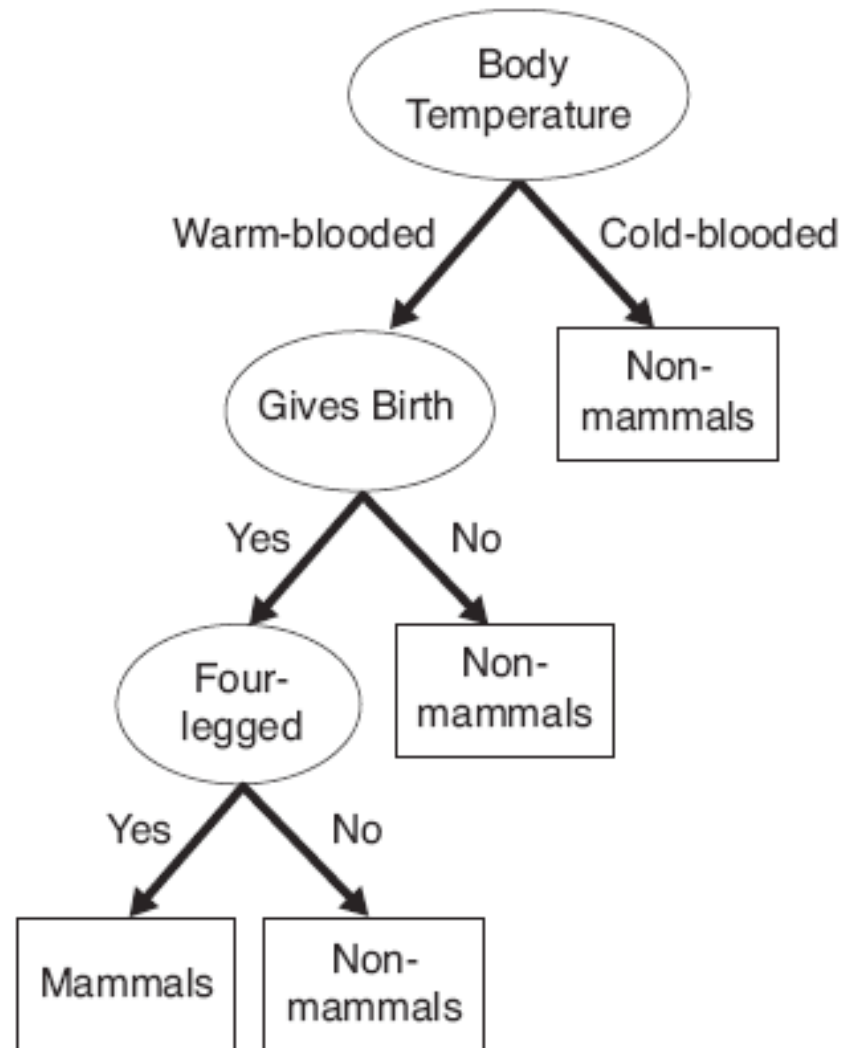 Body
Temperature
Warm-blooded
Cold-blooded
Gives Birth
Non-
mammals
Yes
No
Four-
legged
Non-
mammals
Yes
No
Mammals
Non-
mammals